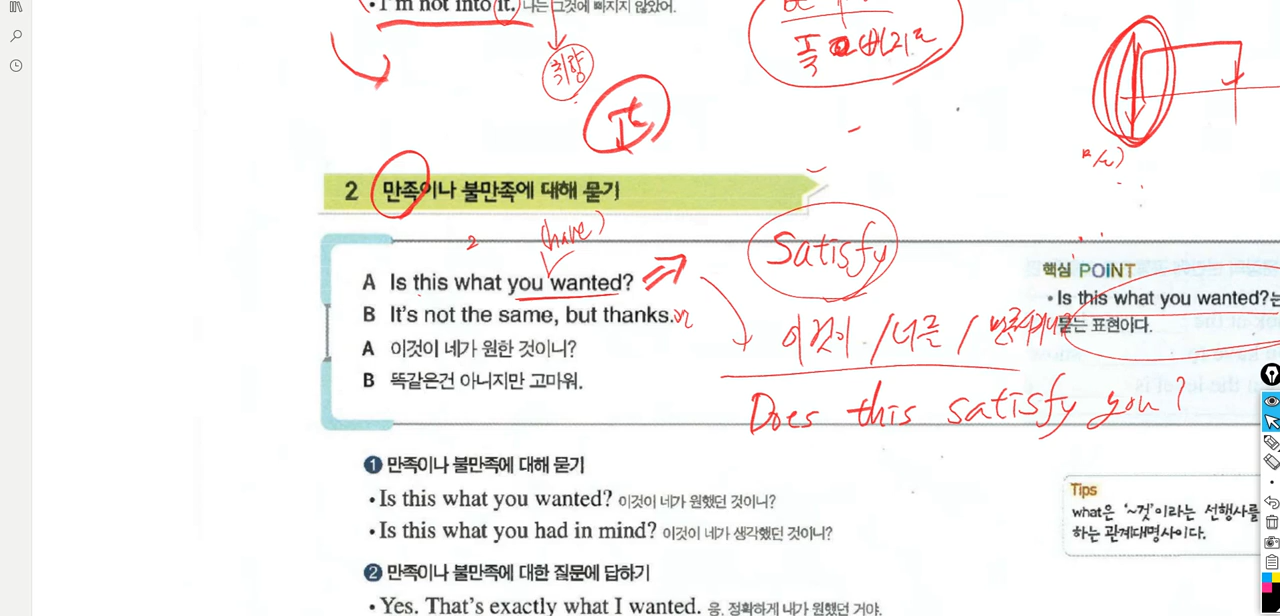 • I'm not into it. 나는 그것에 빠지지 않았어.
취향
2 만족이나 불만족에 대해 묻기
(have)
Satisfy
A Is this what you wanted?
B It's not the same, but thanks.
A 이것이 네가 원한 것이니?
B 똑같은건 아니지만 고마워.
이것이 / 너를 /
Does this satisfy you?
핵심 POINT
• Is this what you wanted?는
묻는 표현이다.
1 만족이나 불만족에 대해 묻기
• Is this what you wanted? 이것이 네가 원했던 것이니?
• Is this what you had in mind? 이것이 네가 생각했던 것이니?
Tips
what은 '~것'이라는 선행사를
하는 관계대명사이다.
2 만족이나 불만족에 대한 질문에 답하기
• Yes. That's exactly what I wanted. 응, 정확하게 내가 원했던 거야.